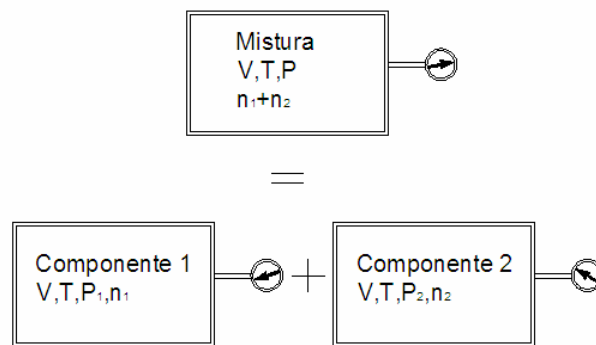 Mistura
V,T,P
n₁+n₂
=
Componente 1
V,T,P₁,n₁
+
Componente 2
V,T,P₂,n₂